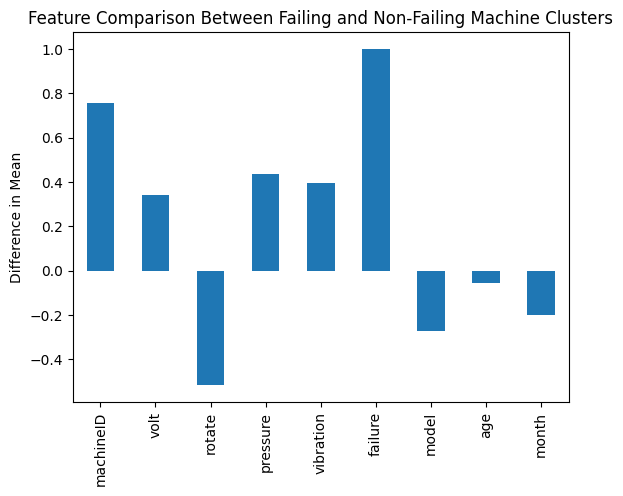 Feature Comparison Between Failing and Non-Failing Machine Clusters
Difference in Mean
1.0
0.8
0.6
0.4
0.2
0.0
−0.2
−0.4
machineID
volt
rotate
pressure
vibration
failure
model
age
month